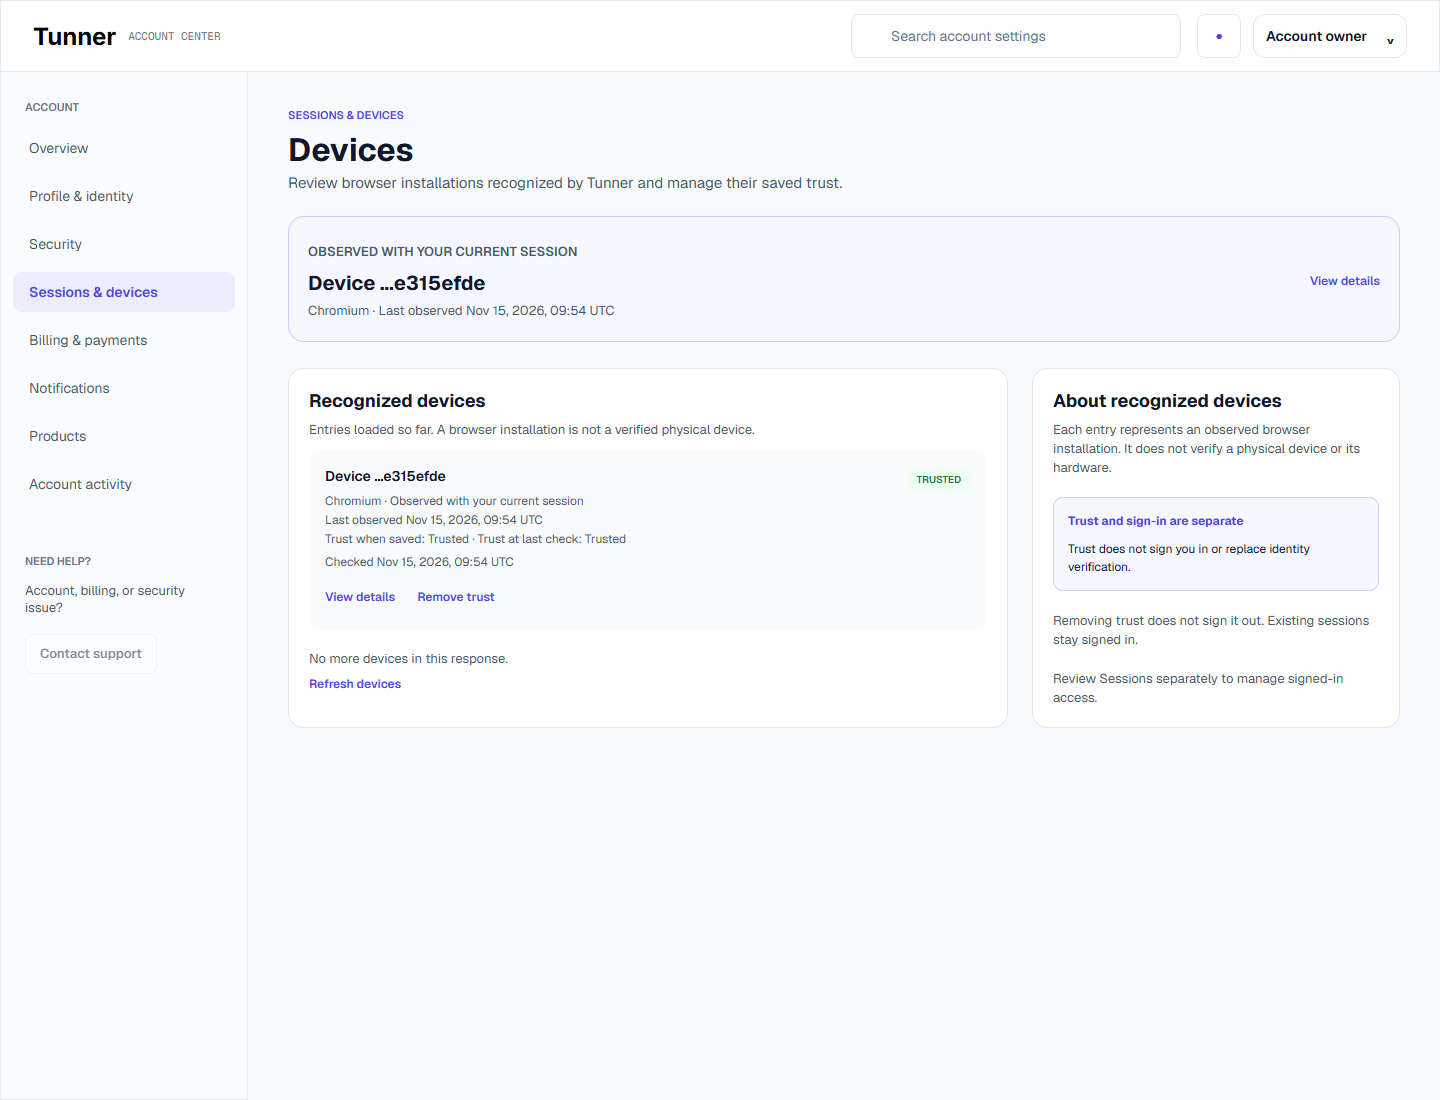 Tunner ACCOUNT CENTER
Search account settings
Account owner
ACCOUNT
Overview
Profile & identity
Security
Sessions & devices
Billing & payments
Notifications
Products
Account activity
NEED HELP?
Account, billing, or security
issue?
Contact support
SESSIONS & DEVICES
Devices
Review browser installations recognized by Tunner and manage their saved trust.
OBSERVED WITH YOUR CURRENT SESSION
Device …e315efde
Chromium · Last observed Nov 15, 2026, 09:54 UTC
View details
Recognized devices
Entries loaded so far. A browser installation is not a verified physical device.
Device …e315efde
TRUSTED
Chromium · Observed with your current session
Last observed Nov 15, 2026, 09:54 UTC
Trust when saved: Trusted · Trust at last check: Trusted
Checked Nov 15, 2026, 09:54 UTC
View details Remove trust
No more devices in this response.
Refresh devices
About recognized devices
Each entry represents an observed browser
installation. It does not verify a physical device or its
hardware.
Trust and sign-in are separate
Trust does not sign you in or replace identity
verification.
Removing trust does not sign it out. Existing sessions
stay signed in.
Review Sessions separately to manage signed-in
access.